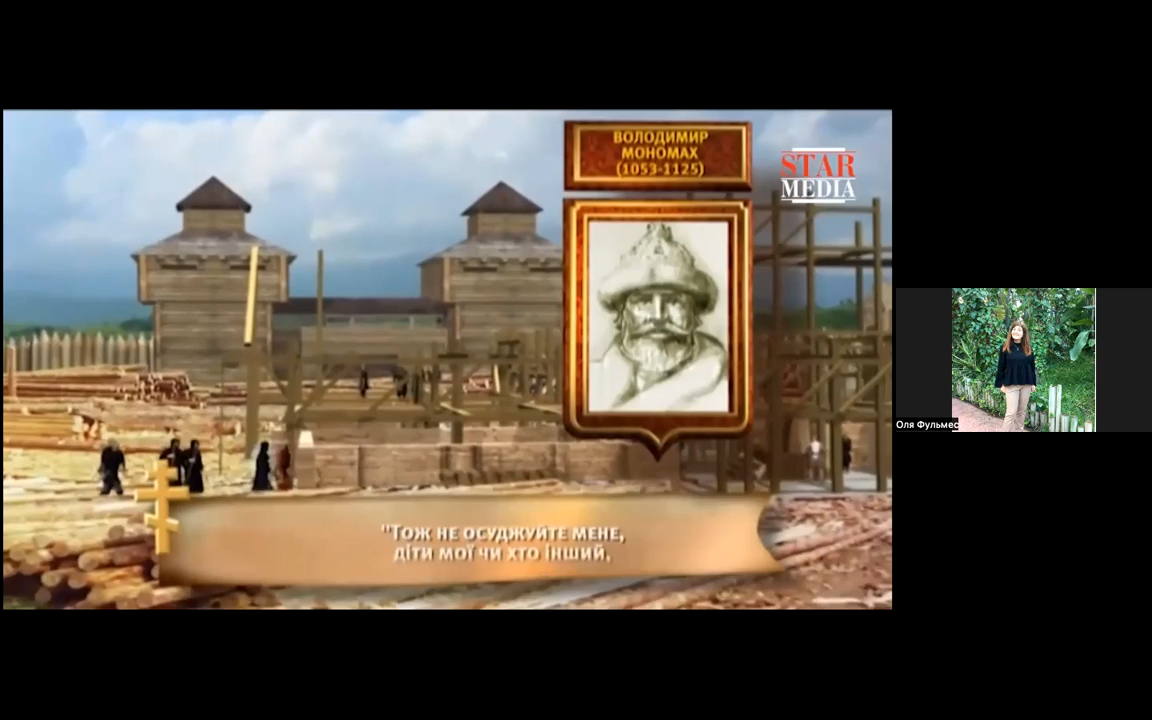 ВОЛОДИМИР
МОНОМАХ
(1053-1125)
STAR
MEDIA
"Тож не осуджуйте мене,
діти мої чи хто інший,
Оля Фульмес